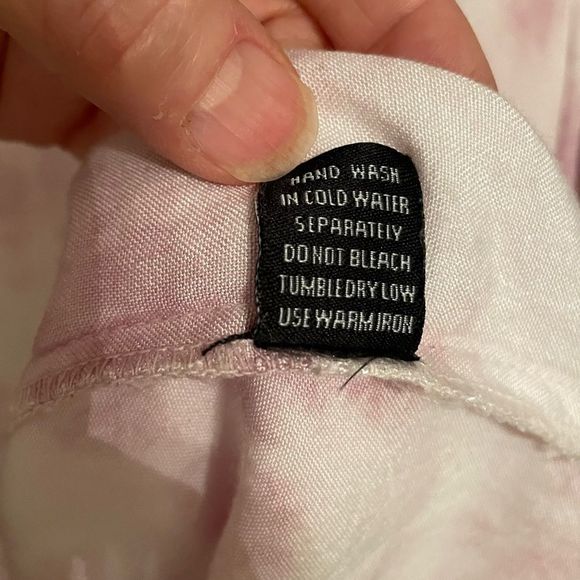 HAND WASH
IN COLD WATER
SEPARATELY
DO NOT BLEACH
TUMBLE DRY LOW
USE WARM IRON